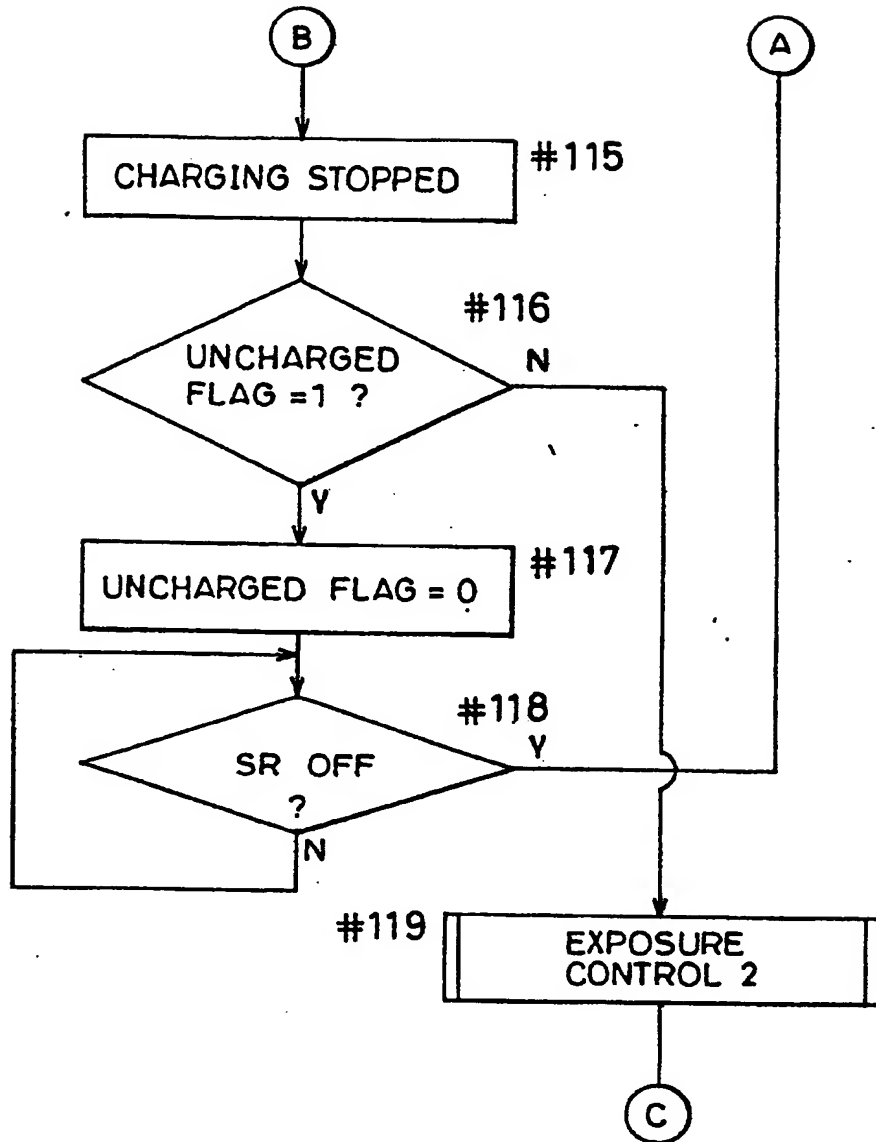 B
A
CHARGING STOPPED
#115
#116
UNCHARGED
FLAG =1 ?
N
Y
UNCHARGED FLAG = 0
#117
#118
SR OFF
?
Y
N
#119
EXPOSURE
CONTROL 2
C